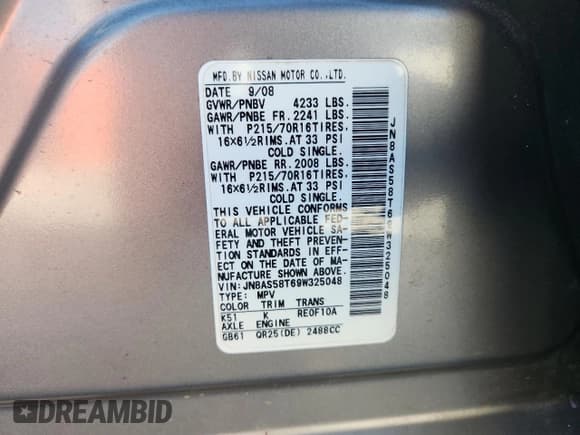 MFD.BY NISSAN MOTOR CO.,LTD.
DATE 9/08
GVWR/PNBV 4233 LBS.
GAWR/PNBE FR. 2241 LBS.
WITH P215/70R16TIRES,
16X6½RIMS.AT 33 PSI
COLD SINGLE.
GAWR/PNBE RR. 2008 LBS.
WITH P215/70R16TIRES,
16X6½RIMS.AT 33 PSI
COLD SINGLE.
THIS VEHICLE CONFORMS
TO ALL APPLICABLE FED-
ERAL MOTOR VEHICLE SA-
FETY AND THEFT PREVEN-
TION STANDARDS IN EFF-
ECT ON THE DATE OF MA-
NUFACTURE SHOWN ABOVE.
VIN: JN8AS58T69W325048
TYPE: MPV
COLOR TRIM TRANS
K51 K RE0F10A
AXLE ENGINE
GB61 QR25(DE) 2488CC
JN8AS58T69W325048
DREAMBID